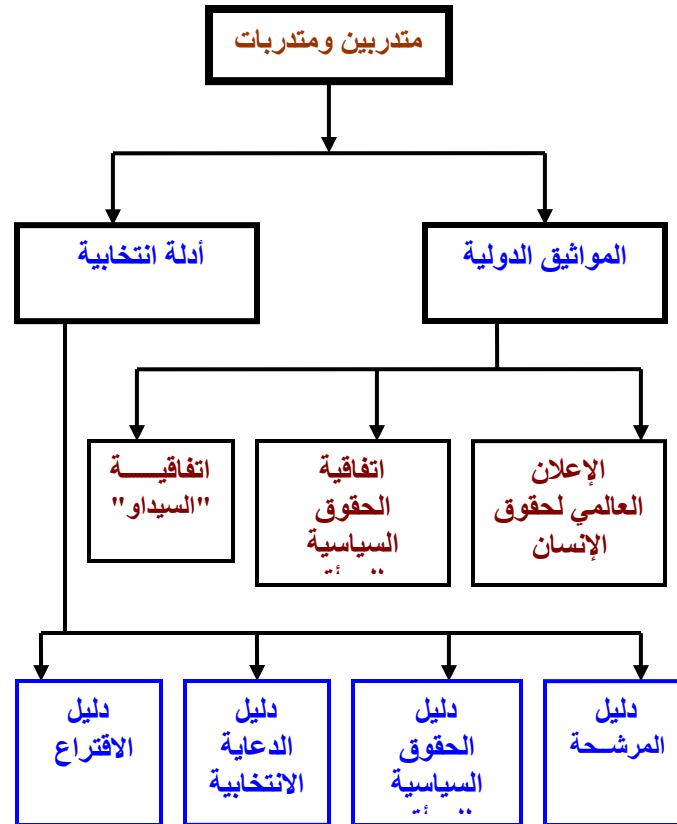 متدربين ومتدربات
المواثيق الدولية
أدلة انتخابية
الإعلان
العالمي لحقوق
الإنسان
اتفاقية
الحقوق
السياسية
اتفاقيـــــة
"السيداو"
دليل
المرشــحة
دليل
الحقوق
السياسية
دليل
الدعاية
الانتخابية
دليل
الاقتراع